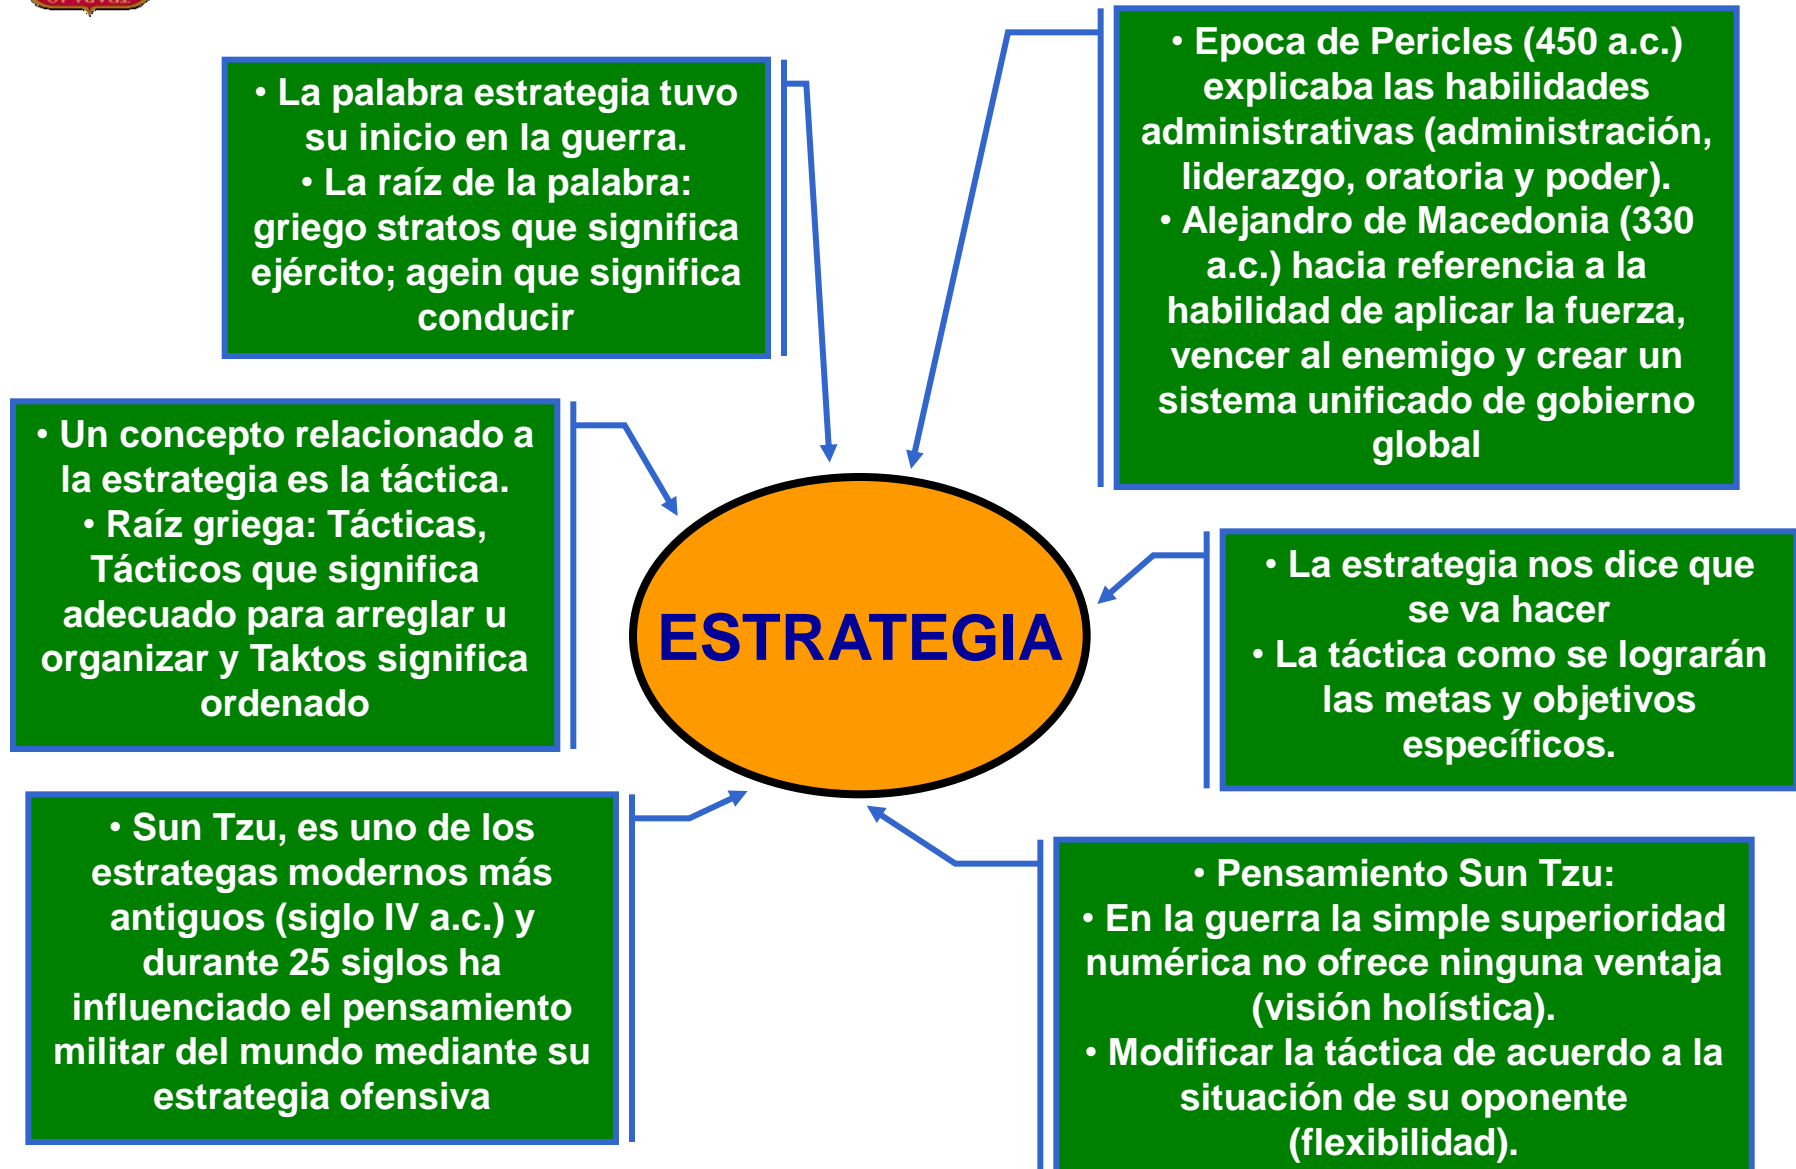 • La palabra estrategia tuvo
su inicio en la guerra.
• La raíz de la palabra:
griego stratos que significa
ejército; agein que significa
conducir
• Epoca de Pericles (450 a.c.)
explicaba las habilidades
administrativas (administración,
liderazgo, oratoria y poder).
• Alejandro de Macedonia (330
a.c.) hacia referencia a la
habilidad de aplicar la fuerza,
vencer al enemigo y crear un
sistema unificado de gobierno
global
• Un concepto relacionado a
la estrategia es la táctica.
• Raíz griega: Tácticas,
Tácticos que significa
adecuado para arreglar u
organizar y Taktos significa
ordenado
ESTRATEGIA
• La estrategia nos dice que
se va hacer
• La táctica como se lograrán
las metas y objetivos
específicos.
• Sun Tzu, es uno de los
estrategas modernos más
antiguos (siglo IV a.c.) y
durante 25 siglos ha
influenciado el pensamiento
militar del mundo mediante su
estrategia ofensiva
• Pensamiento Sun Tzu:
• En la guerra la simple superioridad
numérica no ofrece ninguna ventaja
(visión holística).
• Modificar la táctica de acuerdo a la
situación de su oponente
(flexibilidad).